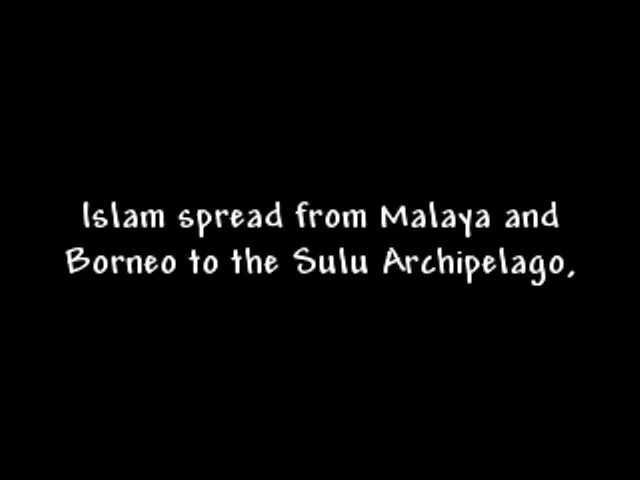 Islam spread from Malaya and
Borneo to the Sulu Archipelago,